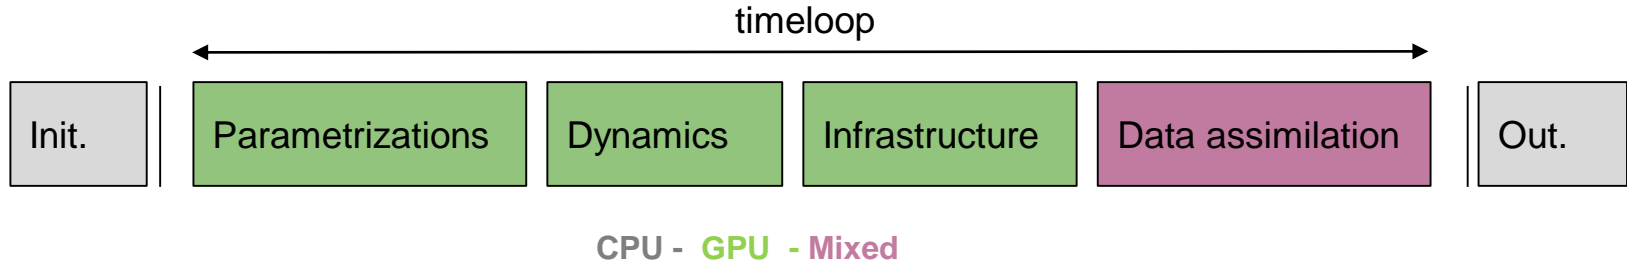 timeloop
Init.
Parametrizations
Dynamics
Infrastructure
Data assimilation
Out.
CPU - GPU - Mixed